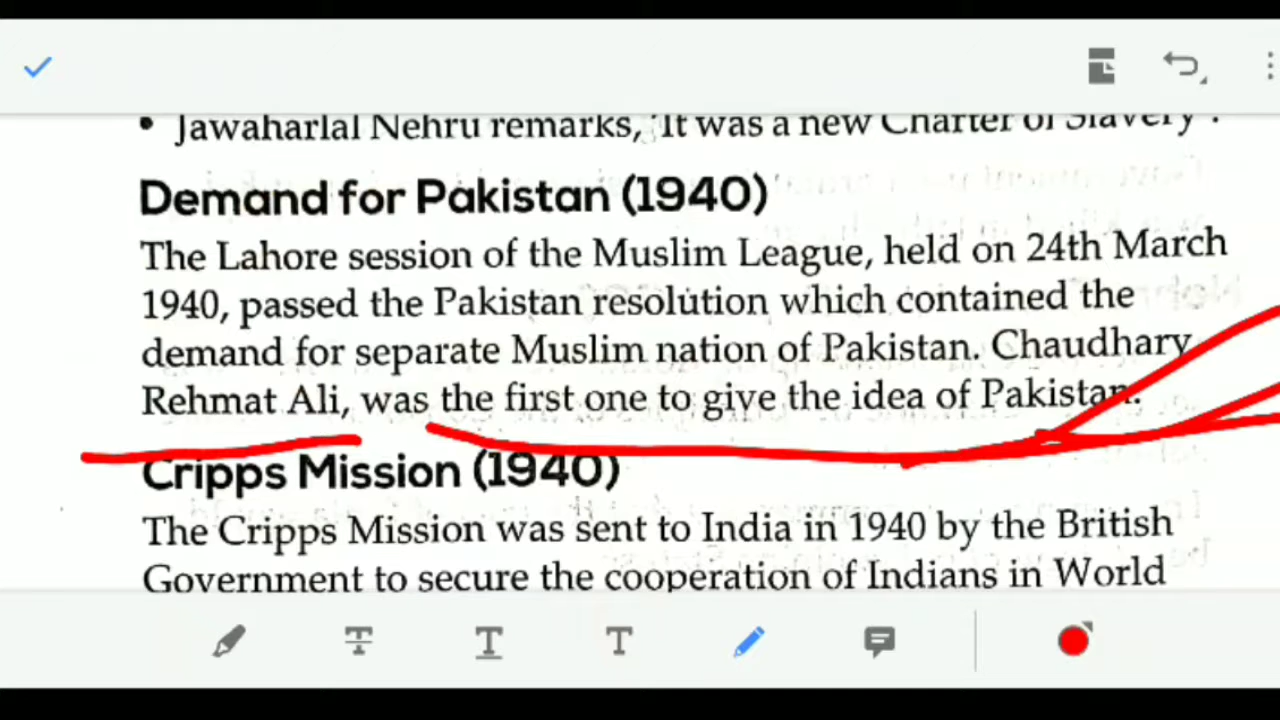 • Jawaharlal Nehru remarks, 'It was a new Charter of Slavery'.
Demand for Pakistan (1940)
The Lahore session of the Muslim League, held on 24th March
1940, passed the Pakistan resolution which contained the
demand for separate Muslim nation of Pakistan. Chaudhary
Rehmat Ali, was the first one to give the idea of Pakistan.
Cripps Mission (1940)
The Cripps Mission was sent to India in 1940 by the British
Government to secure the cooperation of Indians in World